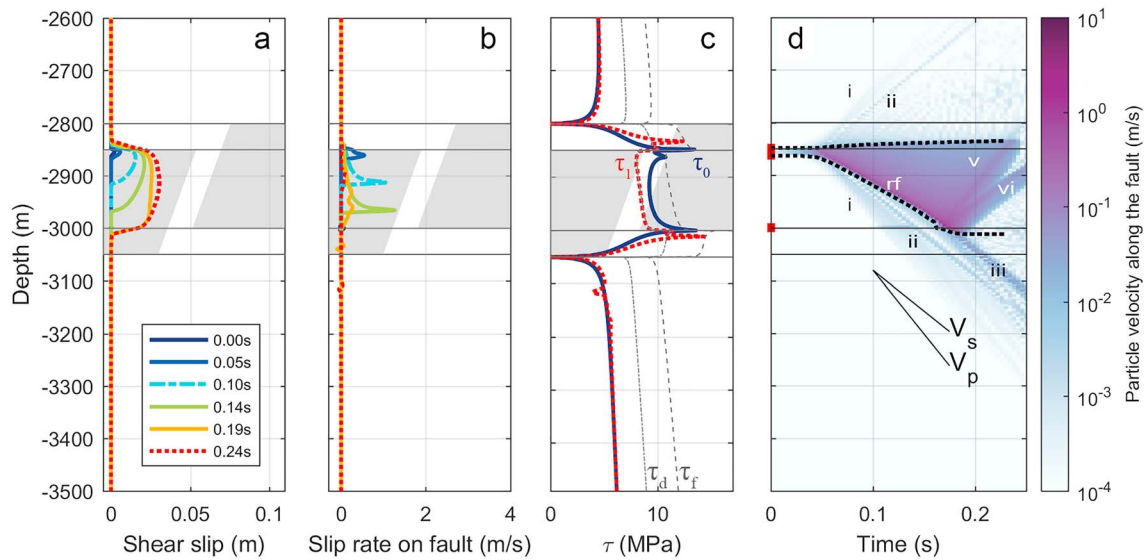 a
b
c
d
-2600
-2700
-2800
-2900
-3000
-3100
-3200
-3300
-3400
-3500
Depth (m)
0.00s
0.05s
0.10s
0.14s
0.19s
0.24s
0
0.05
0.1
Shear slip (m)
0
2
4
Slip rate on fault (m/s)
τ1
τ0
τd
τf
0
10
τ (MPa)
i
ii
v
rf
vi
i
ii
iii
Vs
Vp
0
0.1
0.2
Time (s)
10^1
10^0
10^-1
10^-2
10^-3
10^-4
Particle velocity along the fault (m/s)